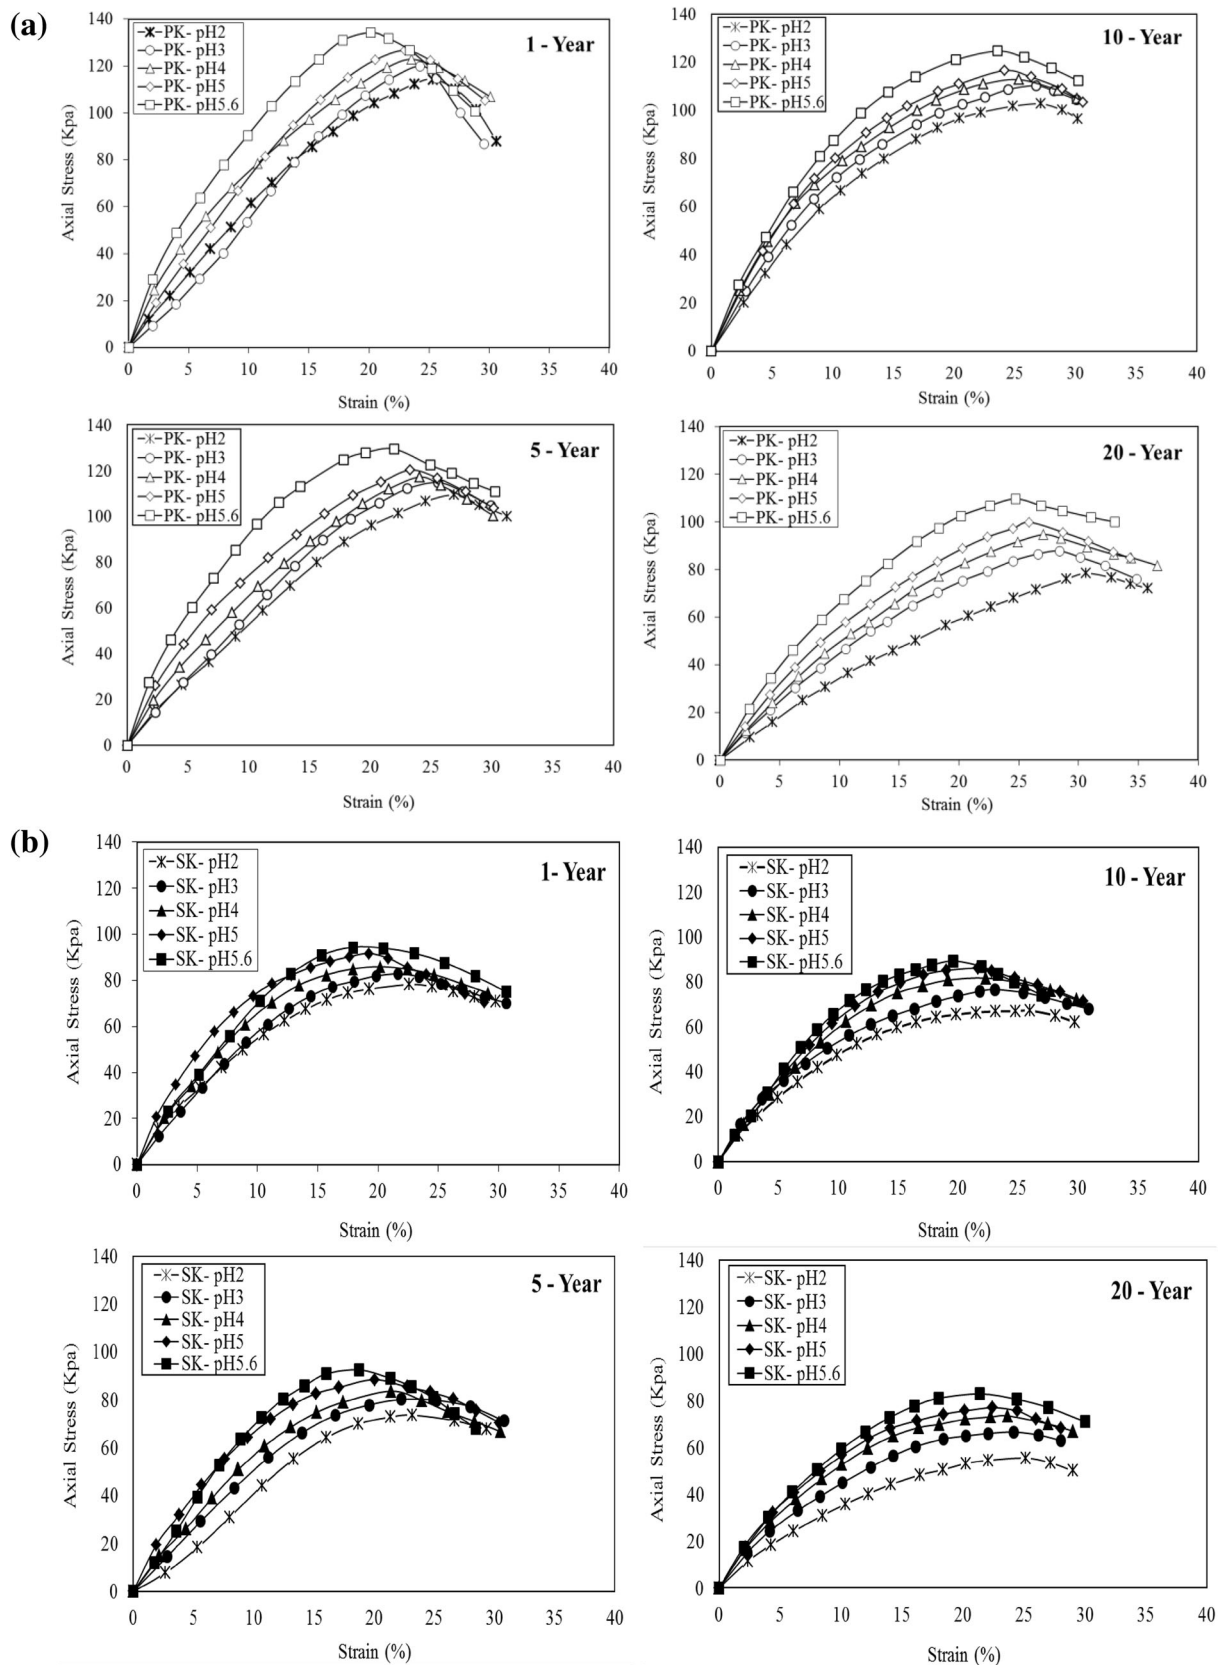 (a)
140
120
100
80
60
40
20
0
Axial Stress (Kpa)
PK- pH2
PK- pH3
PK- pH4
PK- pH5
PK- pH5.6
1 - Year
0 5 10 15 20 25 30 35 40
Strain (%)
140
120
100
80
60
40
20
0
Axial Stress (Kpa)
PK- pH2
PK- pH3
PK- pH4
PK- pH5
PK- pH5.6
10 - Year
0 5 10 15 20 25 30 35 40
Strain (%)
140
120
100
80
60
40
20
0
Axial Stress (Kpa)
PK- pH2
PK- pH3
PK- pH4
PK- pH5
PK- pH5.6
5 - Year
0 5 10 15 20 25 30 35 40
Strain (%)
140
120
100
80
60
40
20
0
Axial Stress (Kpa)
PK- pH2
PK- pH3
PK- pH4
PK- pH5
PK- pH5.6
20 - Year
0 5 10 15 20 25 30 35 40
Strain (%)
(b)
140
120
100
80
60
40
20
0
Axial Stress (Kpa)
SK- pH2
SK- pH3
SK- pH4
SK- pH5
SK- pH5.6
1- Year
0 5 10 15 20 25 30 35 40
Strain (%)
140
120
100
80
60
40
20
0
Axial Stress (Kpa)
SK- pH2
SK- pH3
SK- pH4
SK- pH5
SK- pH5.6
10 - Year
0 5 10 15 20 25 30 35 40
Strain (%)
140
120
100
80
60
40
20
0
Axial Stress (Kpa)
SK- pH2
SK- pH3
SK- pH4
SK- pH5
SK- pH5.6
5 - Year
0 5 10 15 20 25 30 35 40
Strain (%)
140
120
100
80
60
40
20
0
Axial Stress (Kpa)
SK- pH2
SK- pH3
SK- pH4
SK- pH5
SK- pH5.6
20 - Year
0 5 10 15 20 25 30 35 40
Strain (%)